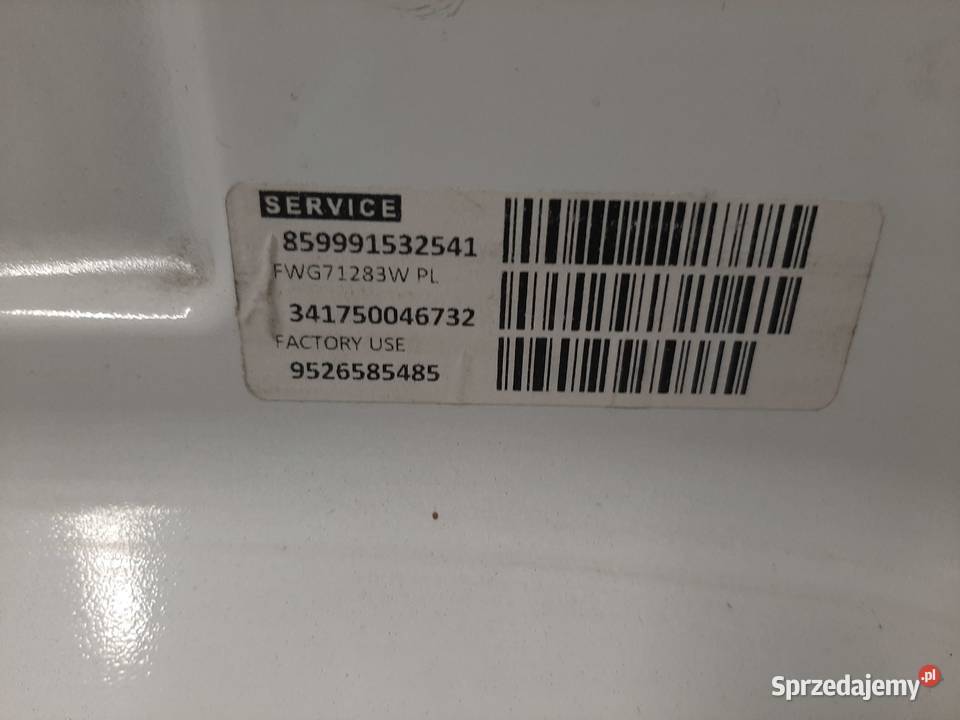 SERVICE
859991532541
FWG71283W PL
341750046732
FACTORY USE
9526585485
Sprzedajemy.pl